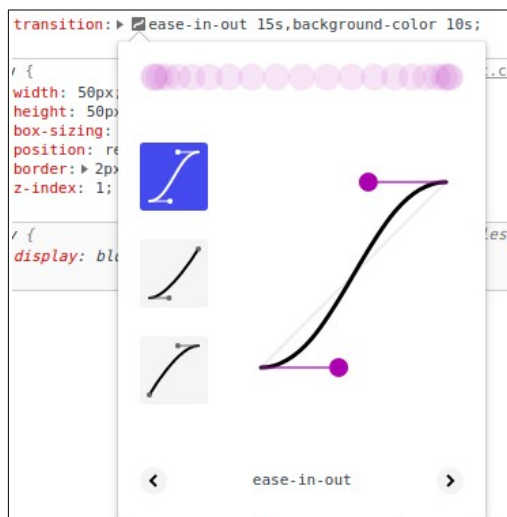 transition: ease-in-out 15s,background-color 10s;
{
width: 50px;
height: 50px
box-sizing:
position: re
border: 2px
z-index: 1;
{
display: blo
ease-in-out